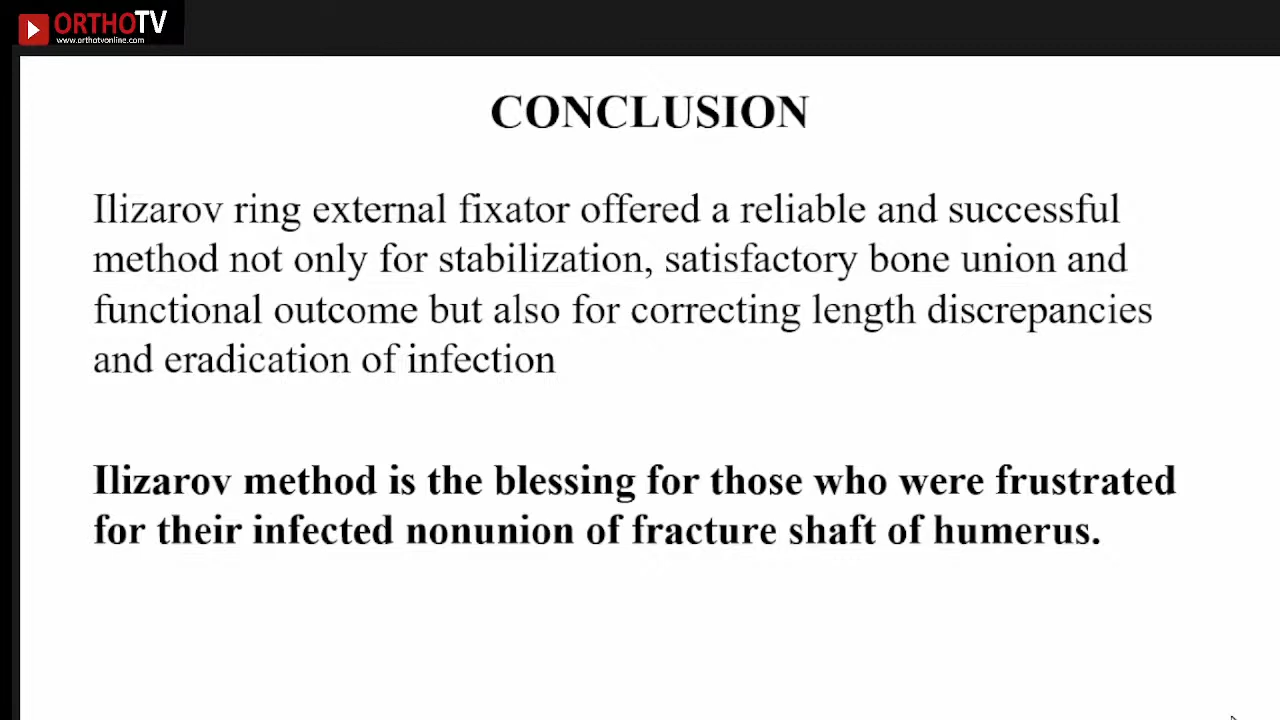 ORTHOTV
www.orthotvonline.com
CONCLUSION
Ilizarov ring external fixator offered a reliable and successful
method not only for stabilization, satisfactory bone union and
functional outcome but also for correcting length discrepancies
and eradication of infection
Ilizarov method is the blessing for those who were frustrated
for their infected nonunion of fracture shaft of humerus.